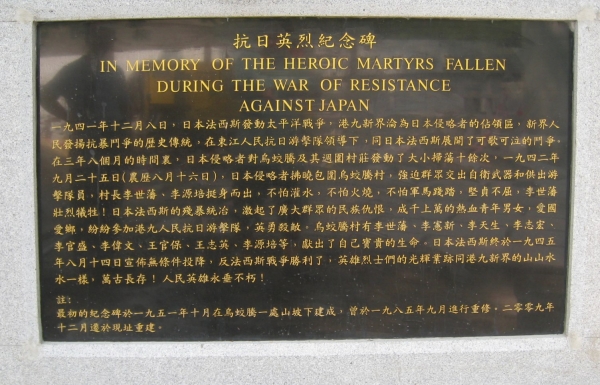 抗日英烈紀念碑
IN MEMORY OF THE HEROIC MARTYRS FALLEN
DURING THE WAR OF RESISTANCE
AGAINST JAPAN
一九四一年十二月八日，日本法西斯發動太平洋戰爭，港九新界淪為日本侵略者的佔領區，新界人
民發揚抗暴鬥爭的歷史傳統，在東江人民抗日游擊隊領導下，同日本法西斯展開了可歌可泣的鬥爭。
在三年八個月的時間裏，日本侵略者對烏蛟騰及其週圍村莊發動了大小掃蕩十餘次，一九四二年
九月二十五日(農曆八月十六日)，日本侵略者拂曉包圍烏蛟騰村，強迫群眾交出自衛武器和供出游
擊隊員，村長李世藩、李源培挺身而出，不怕灌水、不怕火燒，不怕軍馬踐踏，堅貞不屈，李世藩
壯烈犧牲！日本法西斯的殘暴統治，激起了廣大群眾的民族仇恨，成千上萬的熱血青年男女，愛國
愛鄉，紛紛參加港九人民抗日游擊隊，英勇殺敵。烏蛟騰村有李世藩、李憲新、李天生、李志宏、
李官盛、李偉文、王官保、王志英、李源培等，獻出了自己寶貴的生命。日本法西斯終於一九四五
年八月十四日宣佈無條件投降，反法西斯戰爭勝利了，英雄烈士們的光輝業跡同港九新界的山山水
水一樣，萬古長存！人民英雄永垂不朽！
註：
最初的紀念碑於一九五一年十月在烏蛟騰一處山坡下建成，曾於一九八五年九月進行重修。二零零九年
十二月遷於現址重建。